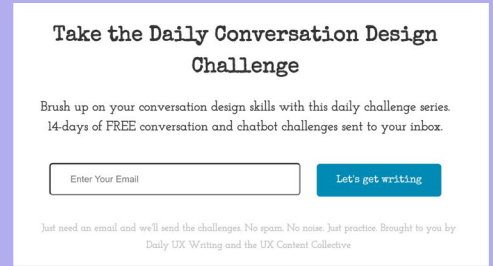 Take the Daily Conversation Design
Challenge
Brush up on your conversation design skills with this daily challenge series.
14-days of FREE conversation and chatbot challenges sent to your inbox.
Enter Your Email
Let's get writing
Just need an email and we'll send the challenges. No spam. No noise. Just practice. Brought to you by
Daily UX Writing and the UX Content Collective